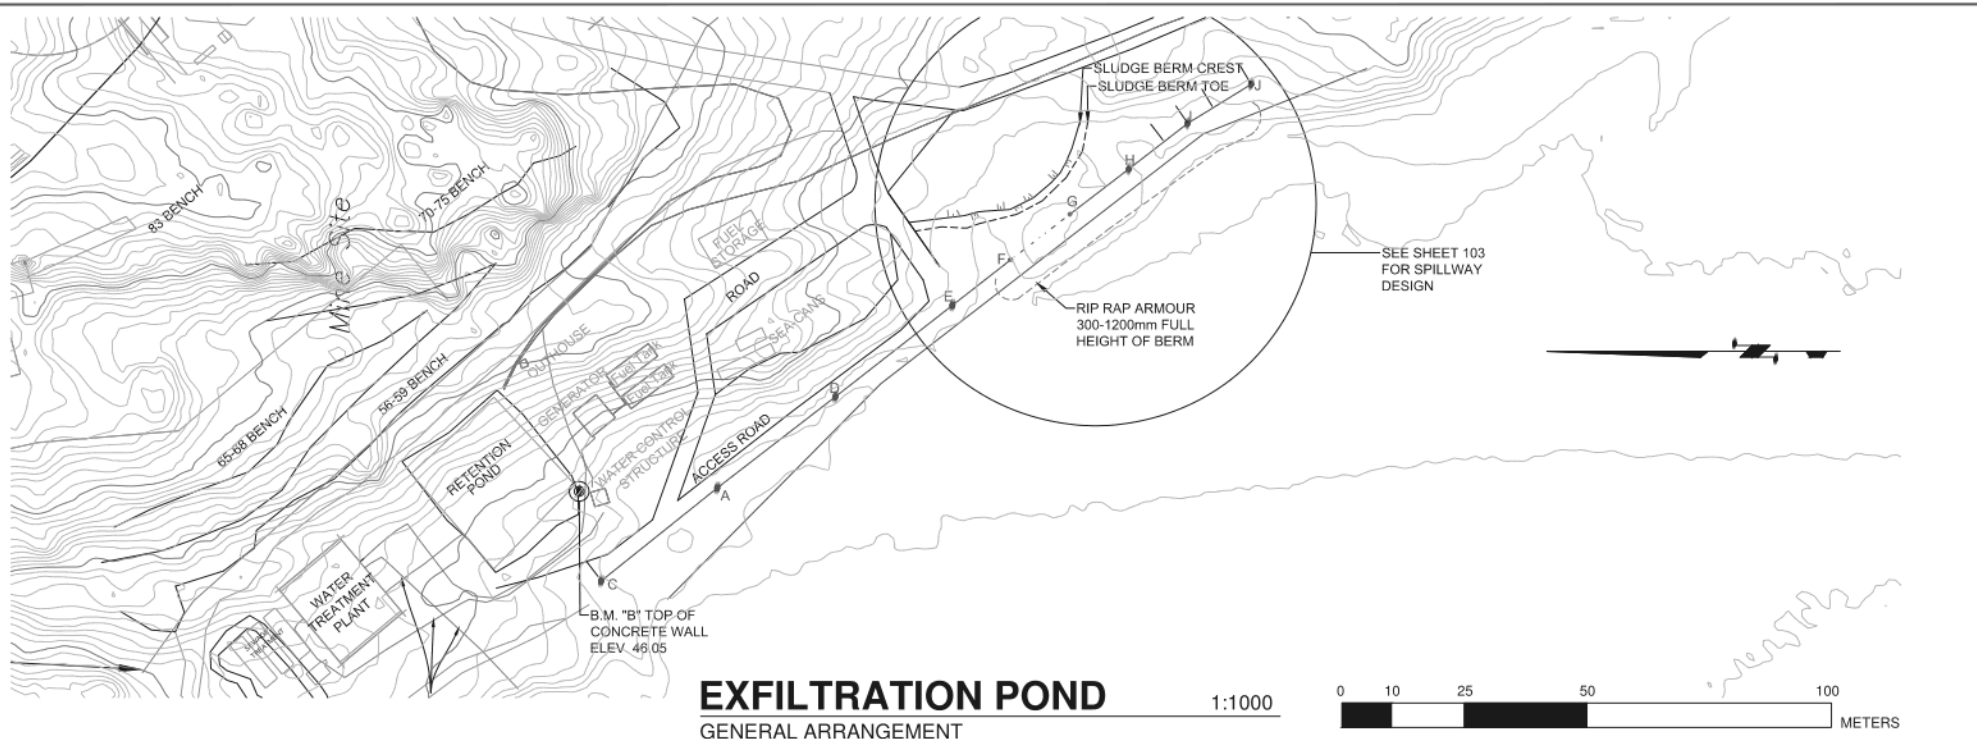 SLUDGE BERM CREST
SLUDGE BERM TOE
J
I
H
G
F
E
D
A
C
83 BENCH
Mine Site
70-75 BENCH
FUEL
STORAGE
ROAD
SEA-CANS
SEE SHEET 103
FOR SPILLWAY
DESIGN
RIP RAP ARMOUR
300-1200mm FULL
HEIGHT OF BERM
OUTHOUSE
56-59 BENCH
65-68 BENCH
GENERATOR
Fuel Tank
Fuel Tank
WATER CONTROL
STRUCTURE
ACCESS ROAD
RETENTION
POND
WATER
TREATMENT
PLANT
TREATMENT
B.M. "B" TOP OF
CONCRETE WALL
ELEV 46.05
EXFILTRATION POND
1:1000
GENERAL ARRANGEMENT
0 10 25 50 100
METERS